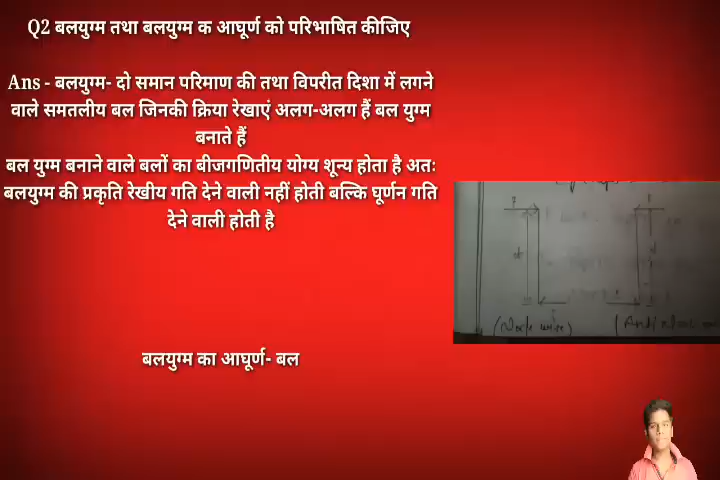 Q2 बलयुग्म तथा बलयुग्म क आघूर्ण को परिभाषित कीजिए
Ans - बलयुग्म- दो समान परिमाण की तथा विपरीत दिशा में लगने
वाले समतलीय बल जिनकी क्रिया रेखाएं अलग-अलग हैं बल युग्म
बनाते हैं
बल युग्म बनाने वाले बलों का बीजगणितीय योग्य शून्य होता है अतः
बलयुग्म की प्रकृति रेखीय गति देने वाली नहीं होती बल्कि घूर्णन गति
देने वाली होती है
बलयुग्म का आघूर्ण- बल